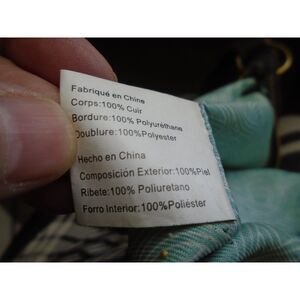 Fabriqué en Chine
Corps:100% Cuir
Bordure:100% Polyuréthane
Doublure:100%Polyester
Hecho en China
Composición Exterior:100%Piel
Ribete:100% Poliuretano
Forro Interior:100%Poliéster